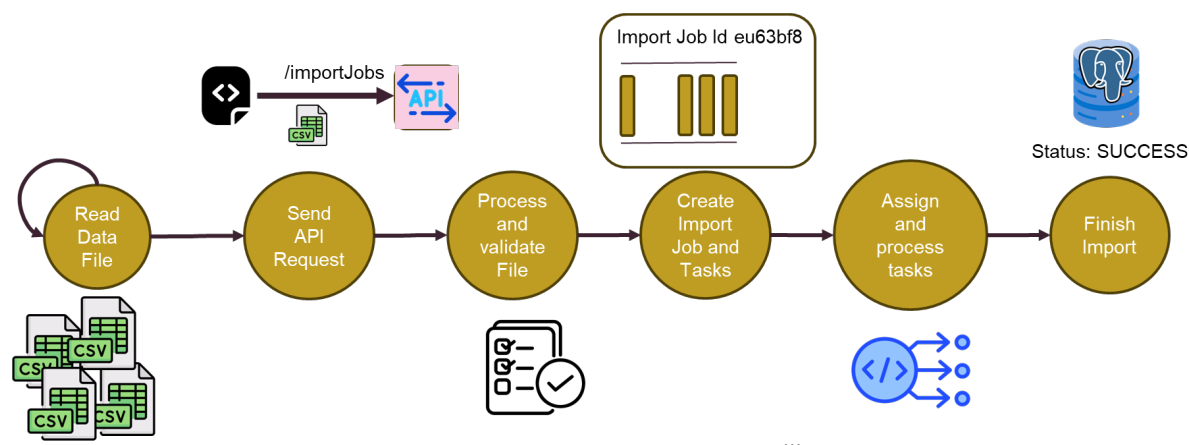 Import Job Id eu63bf8
/importJobs
API
CSV
Status: SUCCESS
Read
Data
File
Send
API
Request
Process
and
validate
File
Create
Import
Job and
Tasks
Assign
and
process
tasks
Finish
Import
CSV
CSV
CSV
CSV
...